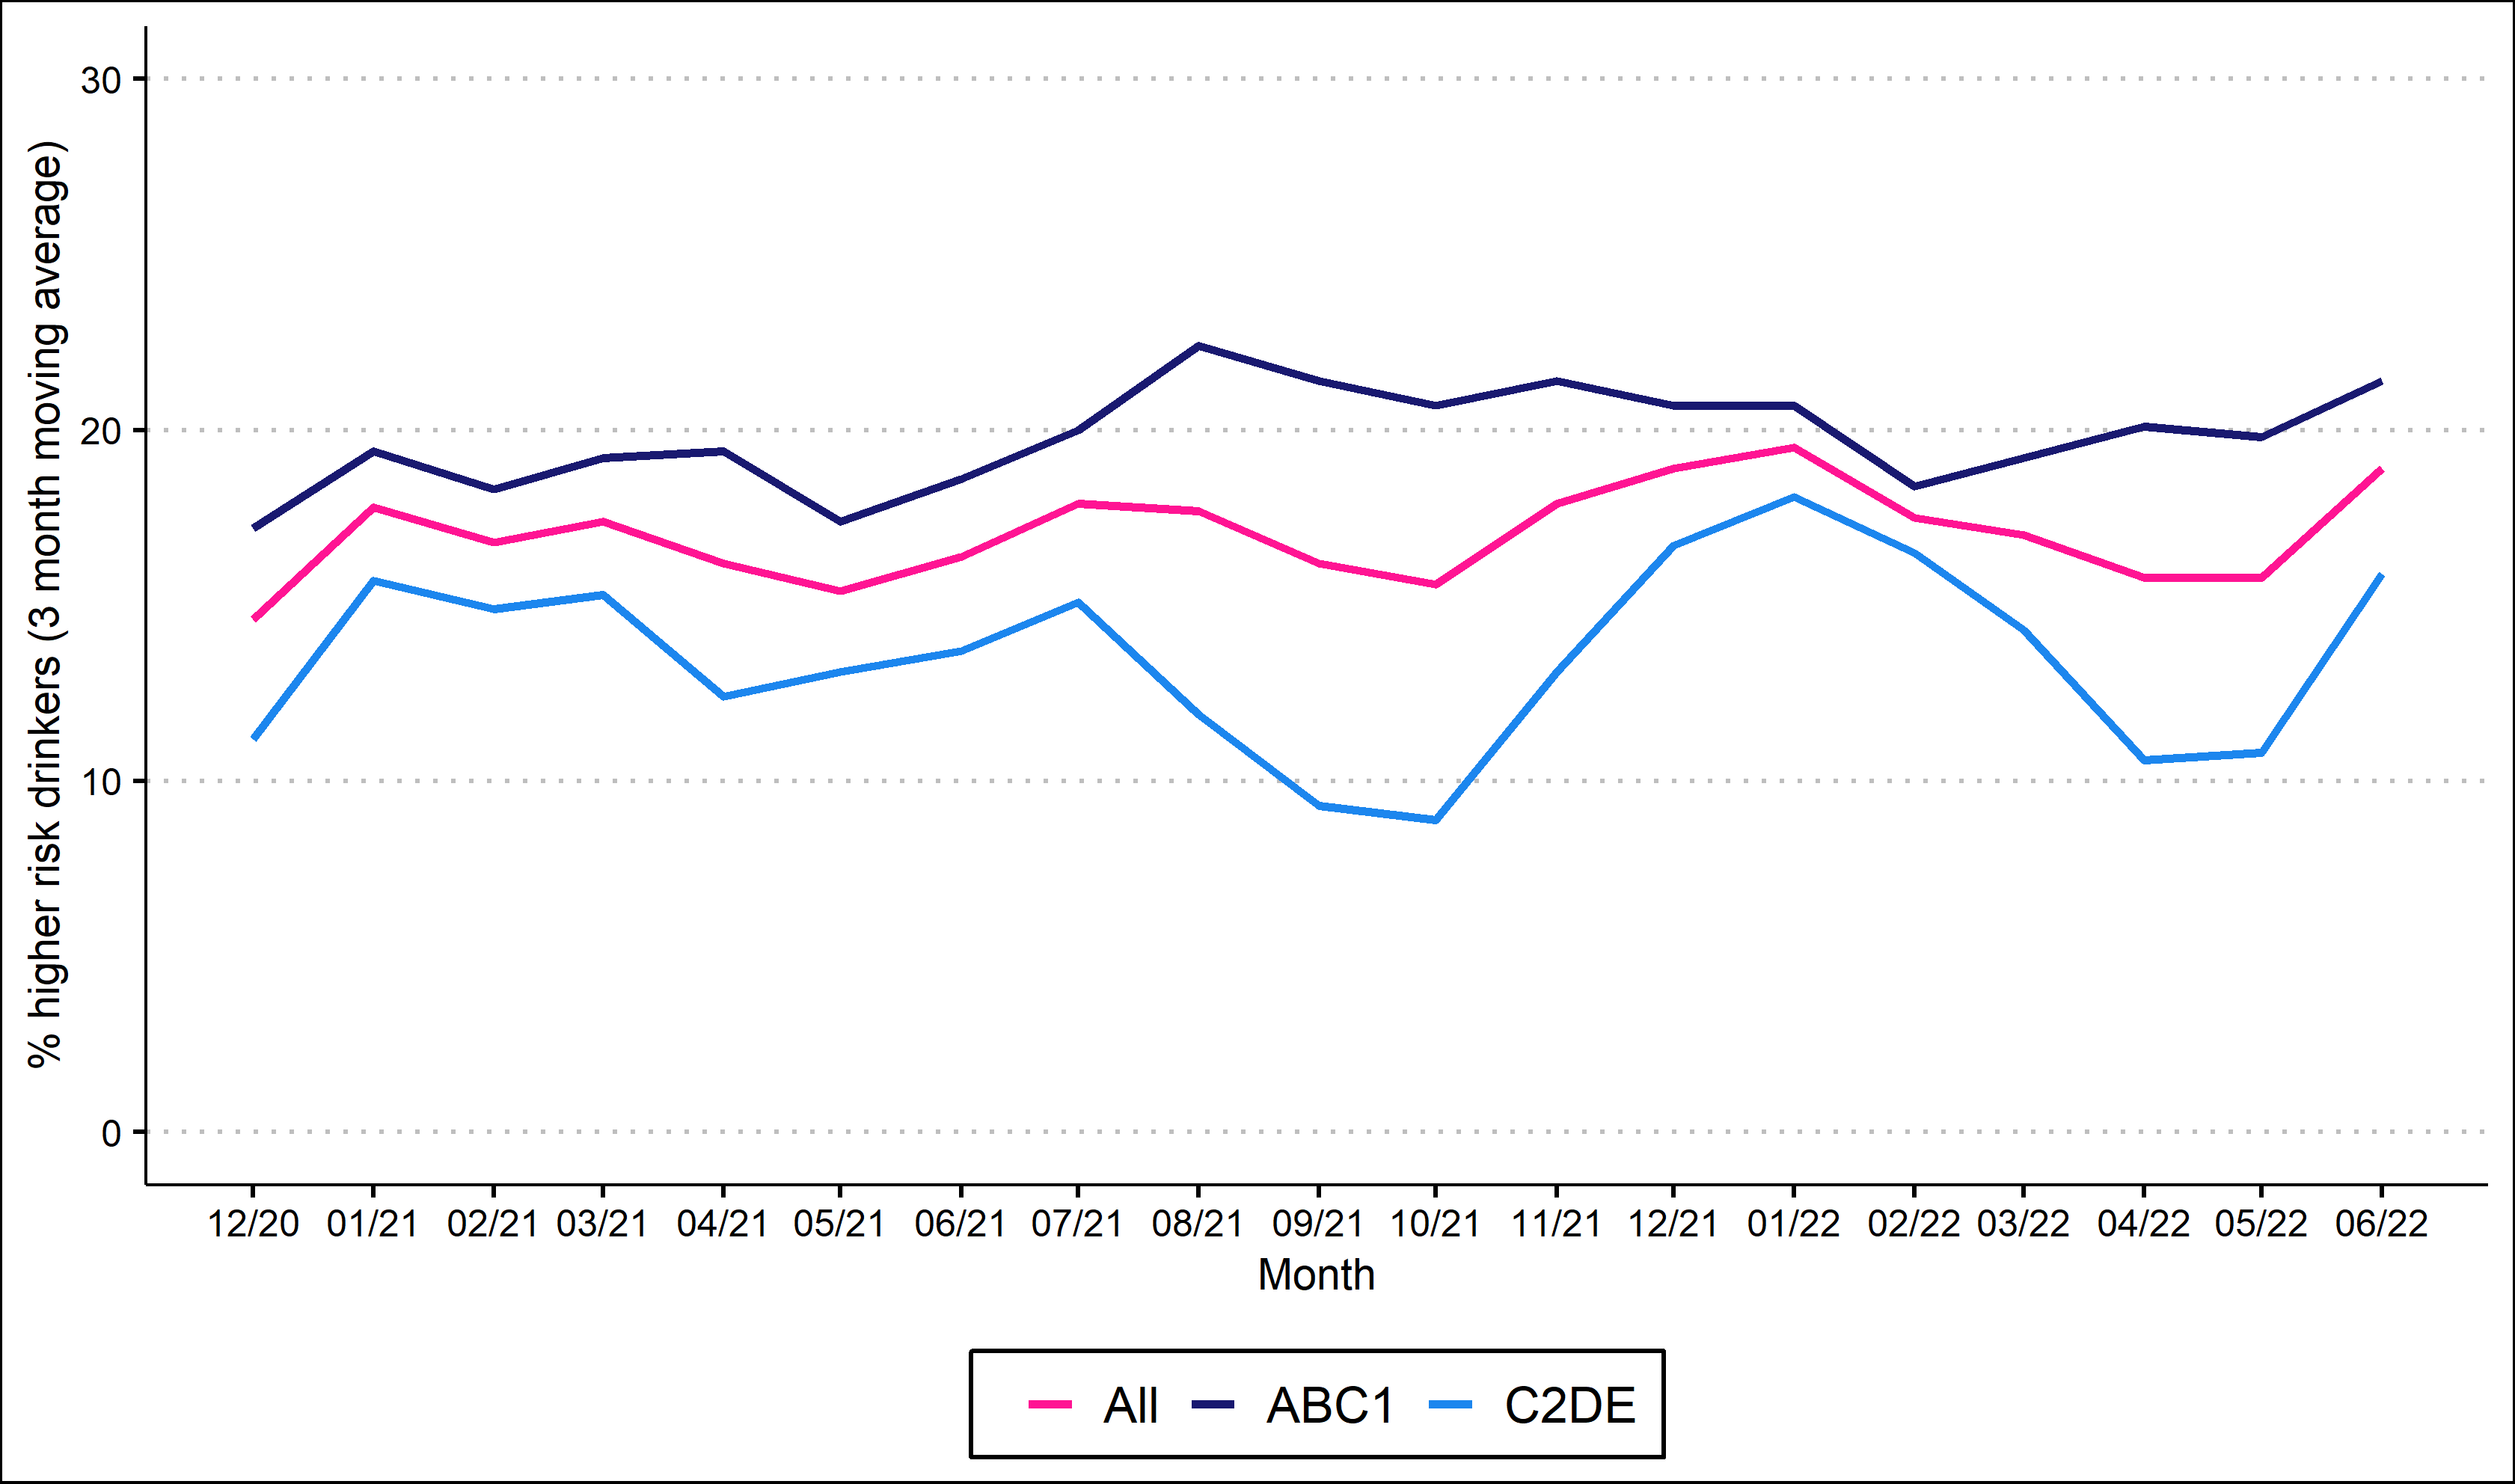 % higher risk drinkers (3 month moving average)
30
20
10
0
12/20 01/21 02/21 03/21 04/21 05/21 06/21 07/21 08/21 09/21 10/21 11/21 12/21 01/22 02/22 03/22 04/22 05/22 06/22
Month
All ABC1 C2DE